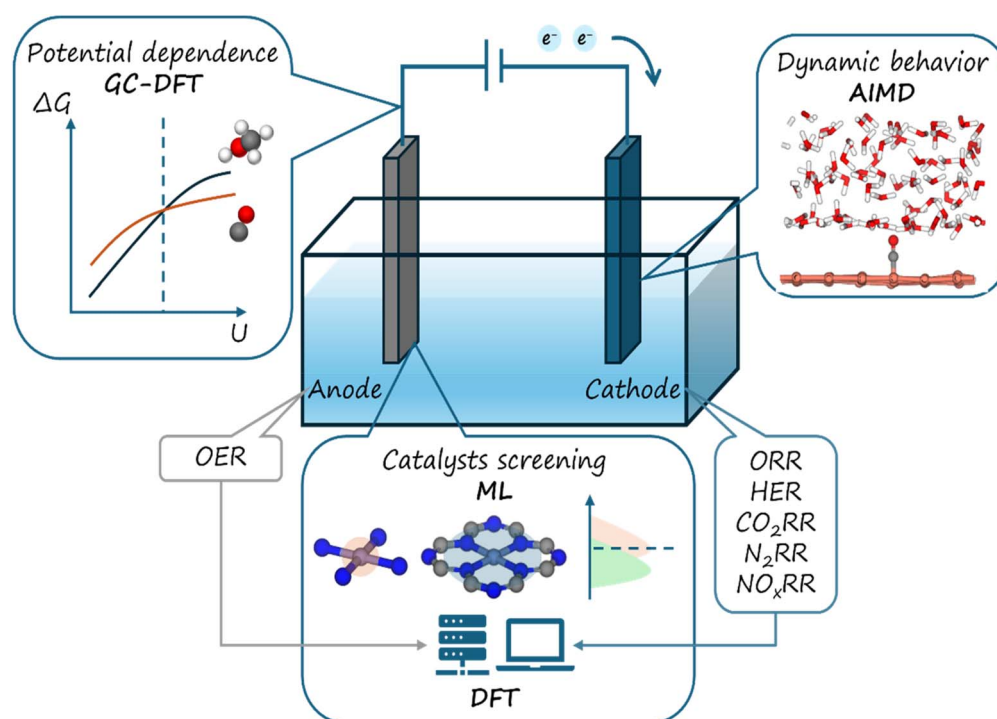 Potential dependence
GC-DFT
ΔG
U
e⁻ e⁻
Dynamic behavior
AIMD
Anode
Cathode
OER
Catalysts screening
ML
DFT
ORR
HER
CO₂RR
N₂RR
NOₓRR